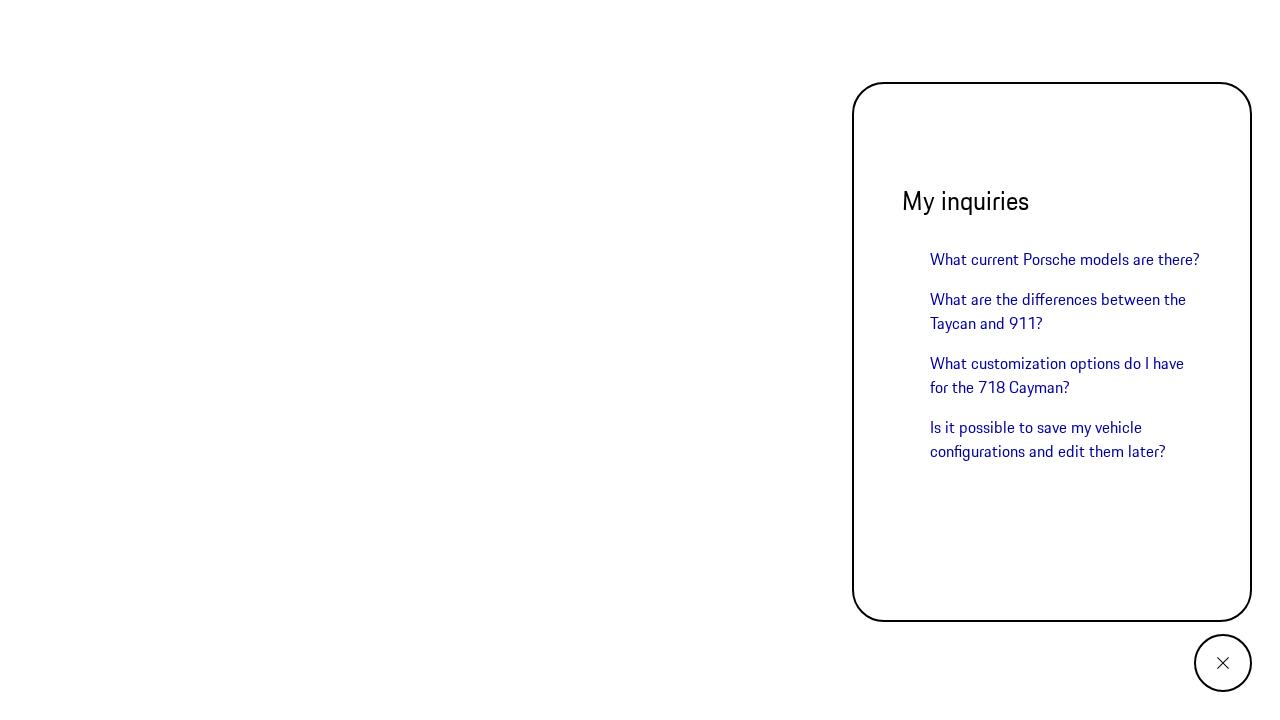 My inquiries
What current Porsche models are there?
What are the differences between the
Taycan and 911?
What customization options do I have
for the 718 Cayman?
Is it possible to save my vehicle
configurations and edit them later?